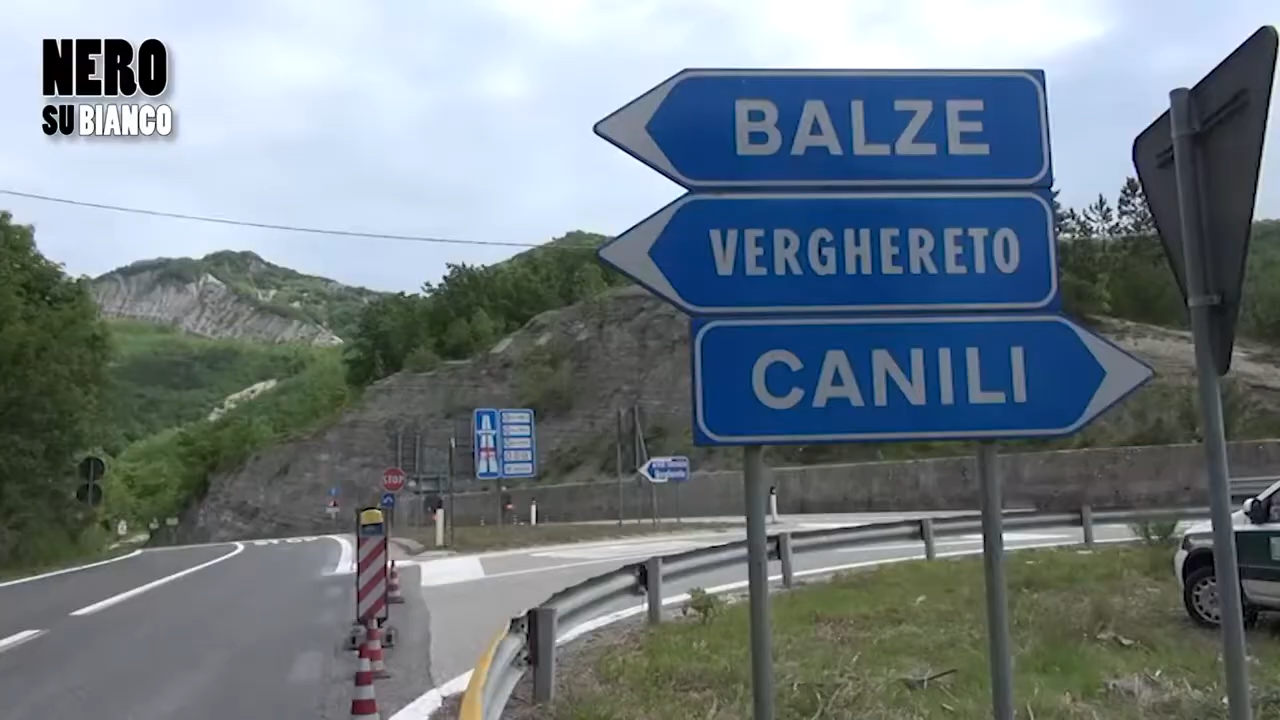 NERO
SU BIANCO
BALZE
VERGHERETO
CANILI
STOP